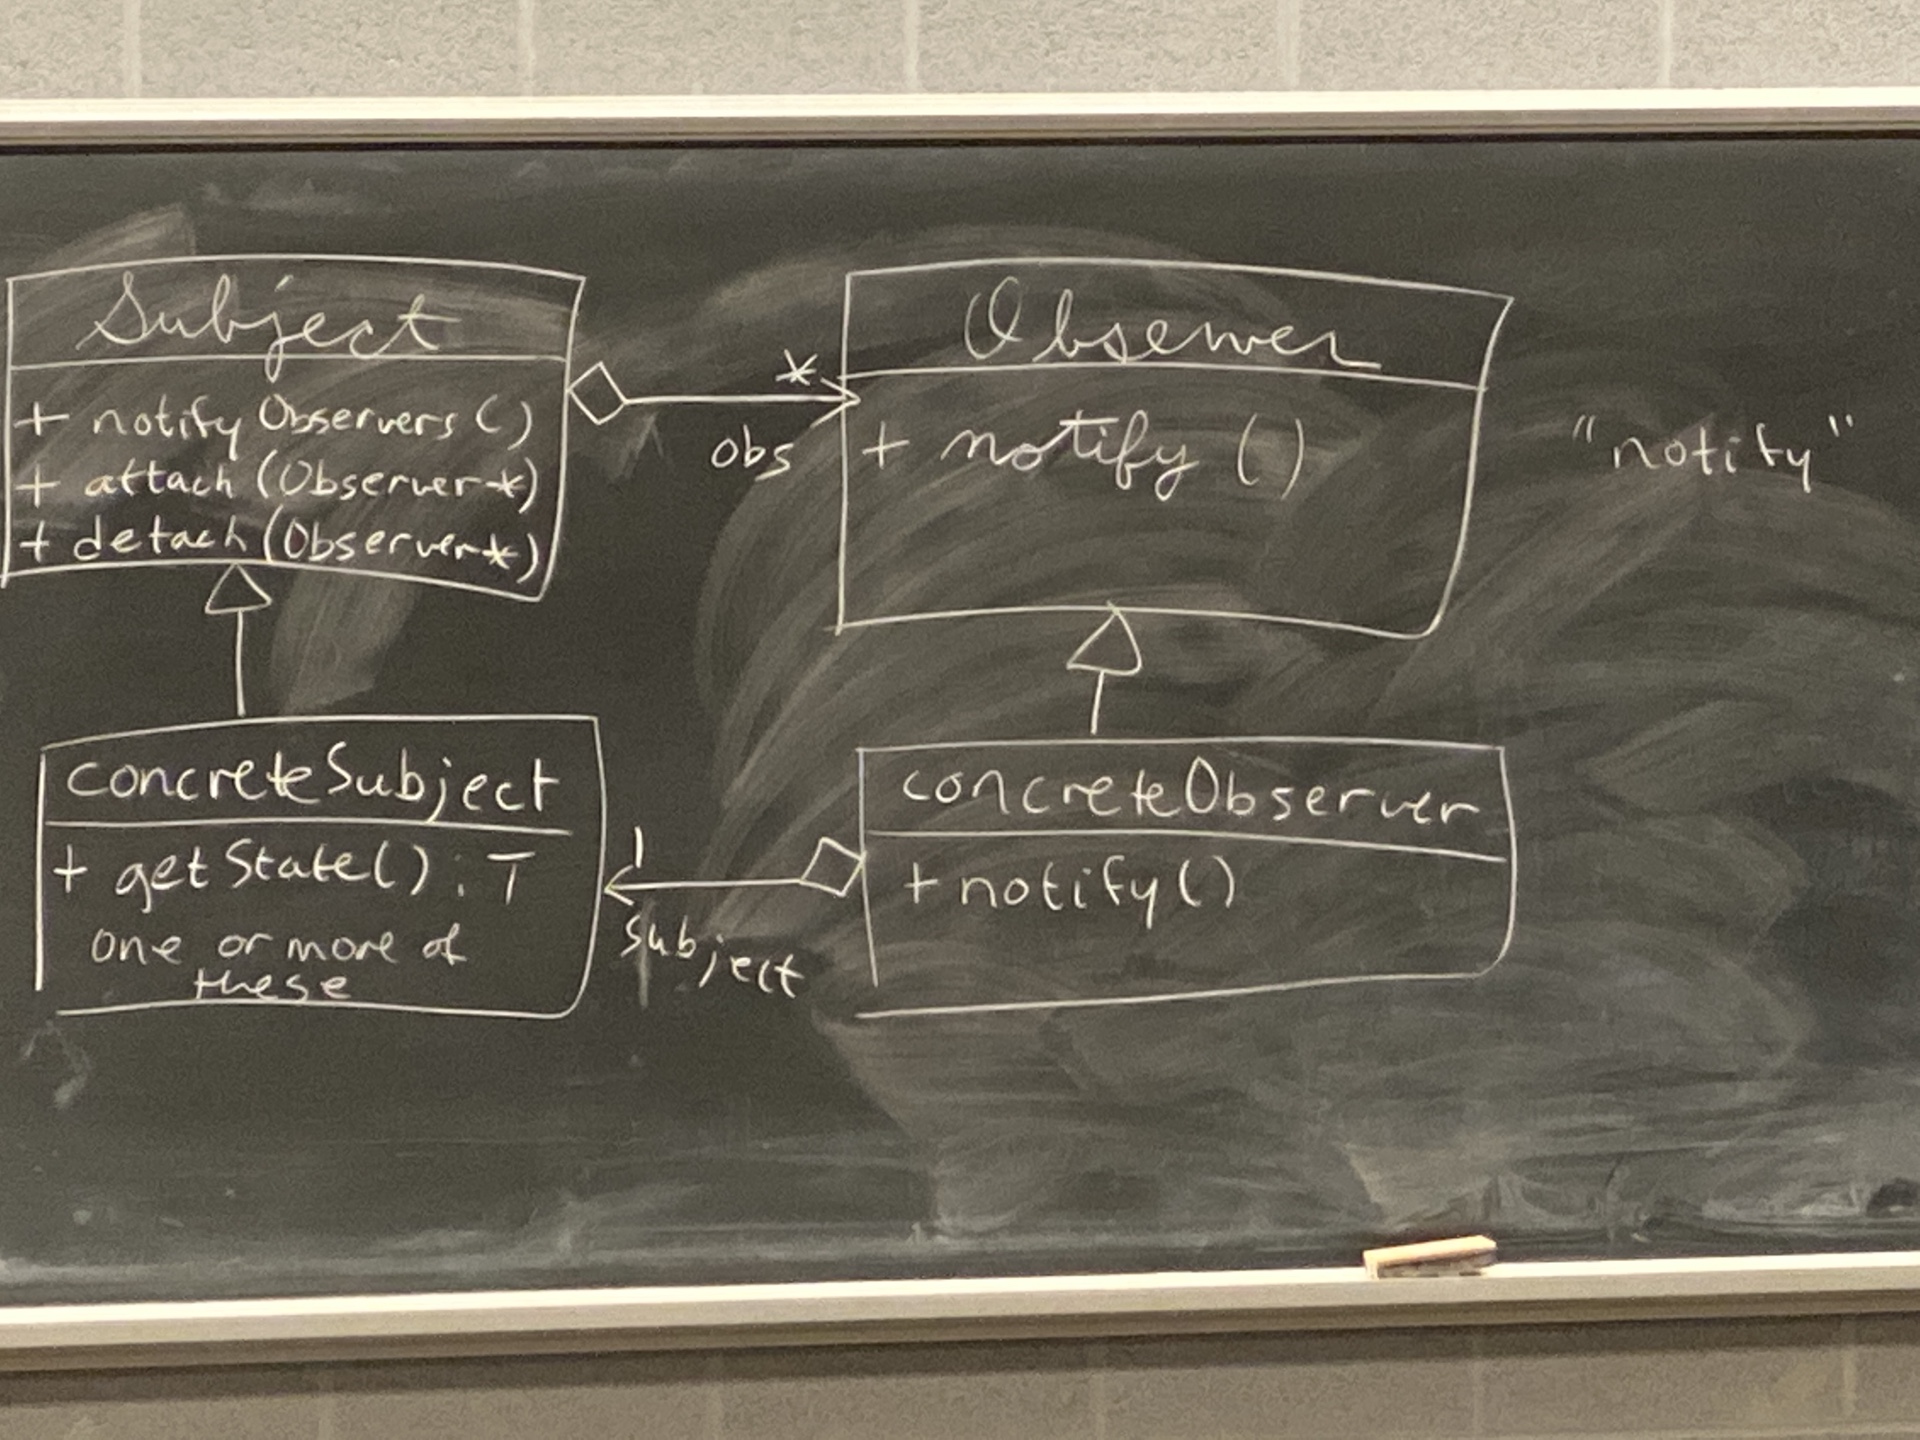 Subject
+ notifyObservers()
+ attach(Observer*)
+ detach(Observer*)
*
obs
Observer
+ notify()
"notify"
concreteSubject
+ getState() : T
one or more of
these
1
subject
concreteObserver
+ notify()